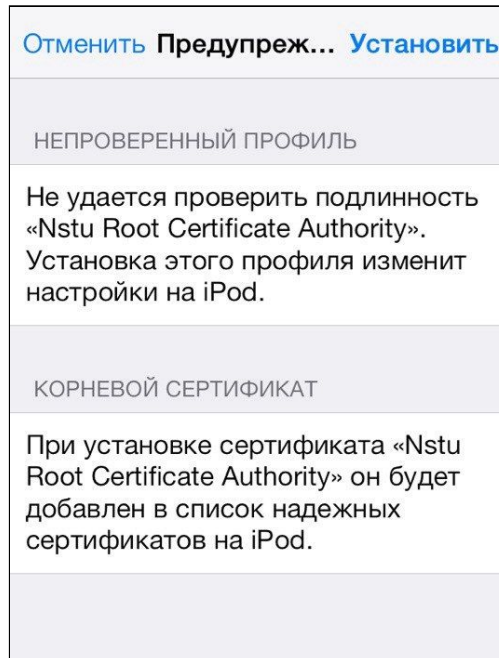 Отменить Предупреж... Установить
НЕПРОВЕРЕННЫЙ ПРОФИЛЬ
Не удается проверить подлинность
«Nstu Root Certificate Authority».
Установка этого профиля изменит
настройки на iPod.
КОРНЕВОЙ СЕРТИФИКАТ
При установке сертификата «Nstu
Root Certificate Authority» он будет
добавлен в список надежных
сертификатов на iPod.